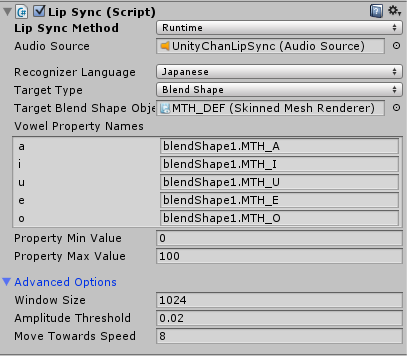 Lip Sync (Script)
Lip Sync Method Runtime
Audio Source UnityChanLipSync (Audio Source)
Recognizer Language Japanese
Target Type Blend Shape
Target Blend Shape Obje MTH_DEF (Skinned Mesh Renderer)
Vowel Property Names
a blendShape1.MTH_A
i blendShape1.MTH_I
u blendShape1.MTH_U
e blendShape1.MTH_E
o blendShape1.MTH_O
Property Min Value 0
Property Max Value 100
Advanced Options
Window Size 1024
Amplitude Threshold 0.02
Move Towards Speed 8